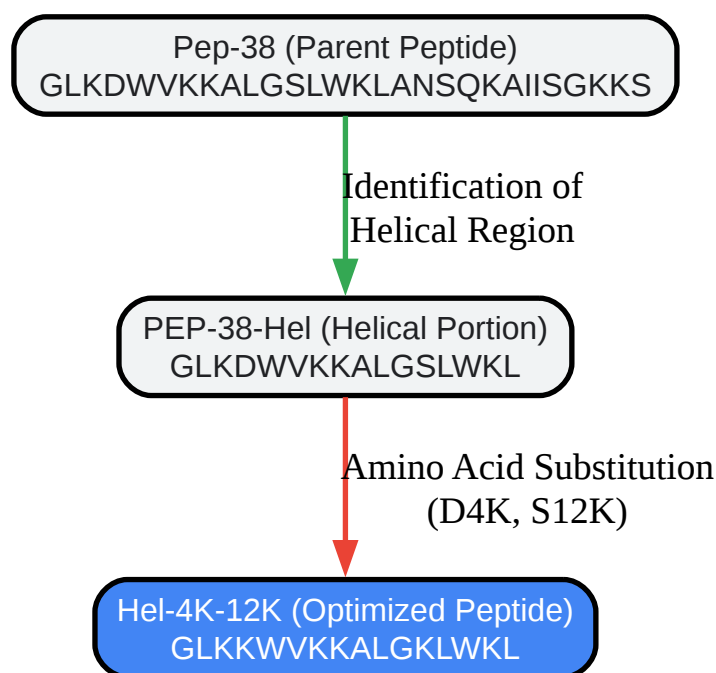 Pep-38 (Parent Peptide)
GLKDWVKKALGSLWKLANSQKAIISGKKS
Identification of
Helical Region
PEP-38-Hel (Helical Portion)
GLKDWVKKALGSLWKL
Amino Acid Substitution
(D4K, S12K)
Hel-4K-12K (Optimized Peptide)
GLKKWVKKALGKLWKL